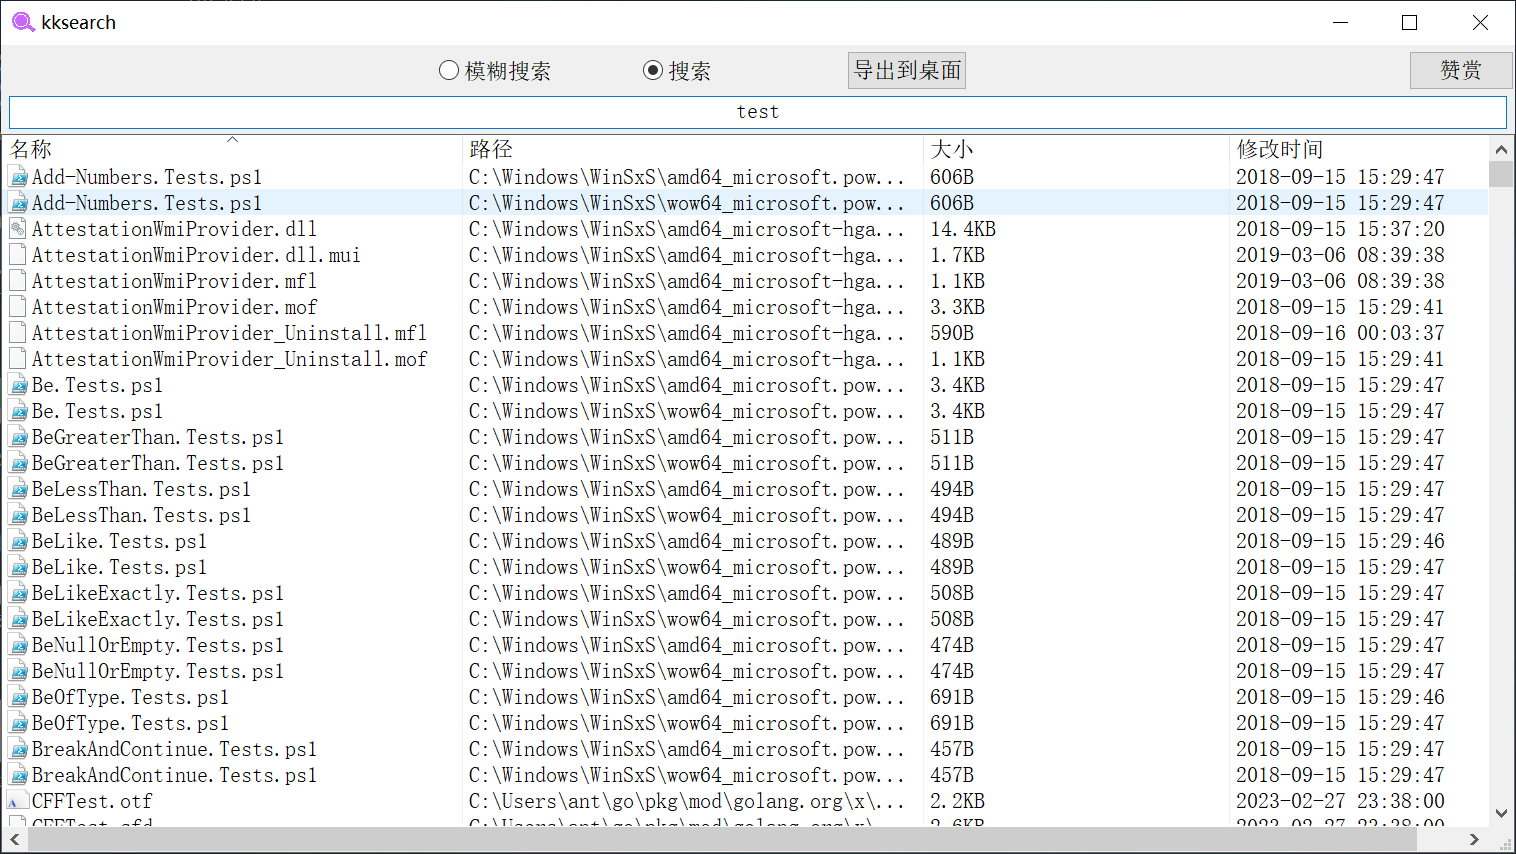 kksearch
模糊搜索 搜索 导出到桌面 赞赏
test
名称 路径 大小 修改时间
Add-Numbers.Tests.ps1 C:\Windows\WinSxS\amd64_microsoft.pow... 606B 2018-09-15 15:29:47
Add-Numbers.Tests.ps1 C:\Windows\WinSxS\wow64_microsoft.pow... 606B 2018-09-15 15:29:47
AttestationWmiProvider.dll C:\Windows\WinSxS\amd64_microsoft-hga... 14.4KB 2018-09-15 15:37:20
AttestationWmiProvider.dll.mui C:\Windows\WinSxS\amd64_microsoft-hga... 1.7KB 2019-03-06 08:39:38
AttestationWmiProvider.mfl C:\Windows\WinSxS\amd64_microsoft-hga... 1.1KB 2019-03-06 08:39:38
AttestationWmiProvider.mof C:\Windows\WinSxS\amd64_microsoft-hga... 3.3KB 2018-09-15 15:29:41
AttestationWmiProvider_Uninstall.mfl C:\Windows\WinSxS\amd64_microsoft-hga... 590B 2018-09-16 00:03:37
AttestationWmiProvider_Uninstall.mof C:\Windows\WinSxS\amd64_microsoft-hga... 1.1KB 2018-09-15 15:29:41
Be.Tests.ps1 C:\Windows\WinSxS\amd64_microsoft.pow... 3.4KB 2018-09-15 15:29:47
Be.Tests.ps1 C:\Windows\WinSxS\wow64_microsoft.pow... 3.4KB 2018-09-15 15:29:47
BeGreaterThan.Tests.ps1 C:\Windows\WinSxS\amd64_microsoft.pow... 511B 2018-09-15 15:29:47
BeGreaterThan.Tests.ps1 C:\Windows\WinSxS\wow64_microsoft.pow... 511B 2018-09-15 15:29:47
BeLessThan.Tests.ps1 C:\Windows\WinSxS\amd64_microsoft.pow... 494B 2018-09-15 15:29:47
BeLessThan.Tests.ps1 C:\Windows\WinSxS\wow64_microsoft.pow... 494B 2018-09-15 15:29:47
BeLike.Tests.ps1 C:\Windows\WinSxS\amd64_microsoft.pow... 489B 2018-09-15 15:29:46
BeLike.Tests.ps1 C:\Windows\WinSxS\wow64_microsoft.pow... 489B 2018-09-15 15:29:47
BeLikeExactly.Tests.ps1 C:\Windows\WinSxS\amd64_microsoft.pow... 508B 2018-09-15 15:29:47
BeLikeExactly.Tests.ps1 C:\Windows\WinSxS\wow64_microsoft.pow... 508B 2018-09-15 15:29:47
BeNullOrEmpty.Tests.ps1 C:\Windows\WinSxS\amd64_microsoft.pow... 474B 2018-09-15 15:29:47
BeNullOrEmpty.Tests.ps1 C:\Windows\WinSxS\wow64_microsoft.pow... 474B 2018-09-15 15:29:47
BeOfType.Tests.ps1 C:\Windows\WinSxS\amd64_microsoft.pow... 691B 2018-09-15 15:29:46
BeOfType.Tests.ps1 C:\Windows\WinSxS\wow64_microsoft.pow... 691B 2018-09-15 15:29:47
BreakAndContinue.Tests.ps1 C:\Windows\WinSxS\amd64_microsoft.pow... 457B 2018-09-15 15:29:47
BreakAndContinue.Tests.ps1 C:\Windows\WinSxS\wow64_microsoft.pow... 457B 2018-09-15 15:29:47
CFFTest.otf C:\Users\ant\go\pkg\mod\golang.org\x\... 2.2KB 2023-02-27 23:38:00